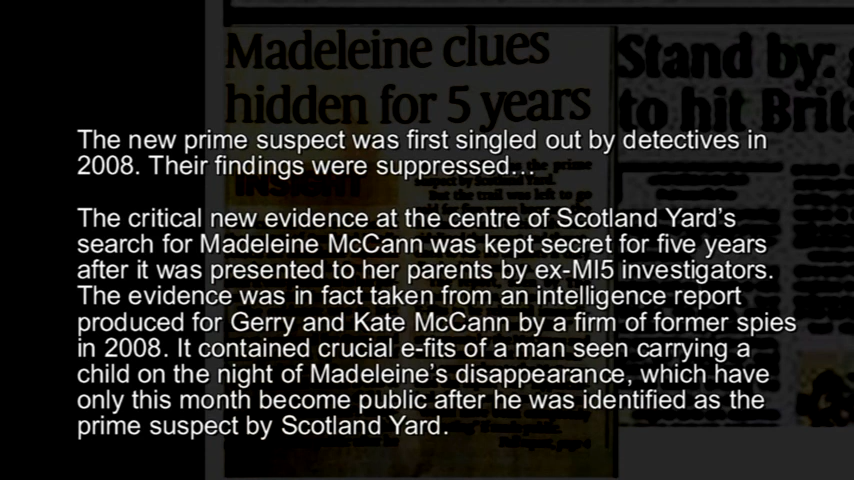 Madeleine clues
hidden for 5 years
Stand by:
to hit Brita
The new prime suspect was first singled out by detectives in
2008. Their findings were suppressed…
INSIGHT
The critical new evidence at the centre of Scotland Yard’s
search for Madeleine McCann was kept secret for five years
after it was presented to her parents by ex-MI5 investigators.
The evidence was in fact taken from an intelligence report
produced for Gerry and Kate McCann by a firm of former spies
in 2008. It contained crucial e-fits of a man seen carrying a
child on the night of Madeleine’s disappearance, which have
only this month become public after he was identified as the
prime suspect by Scotland Yard.